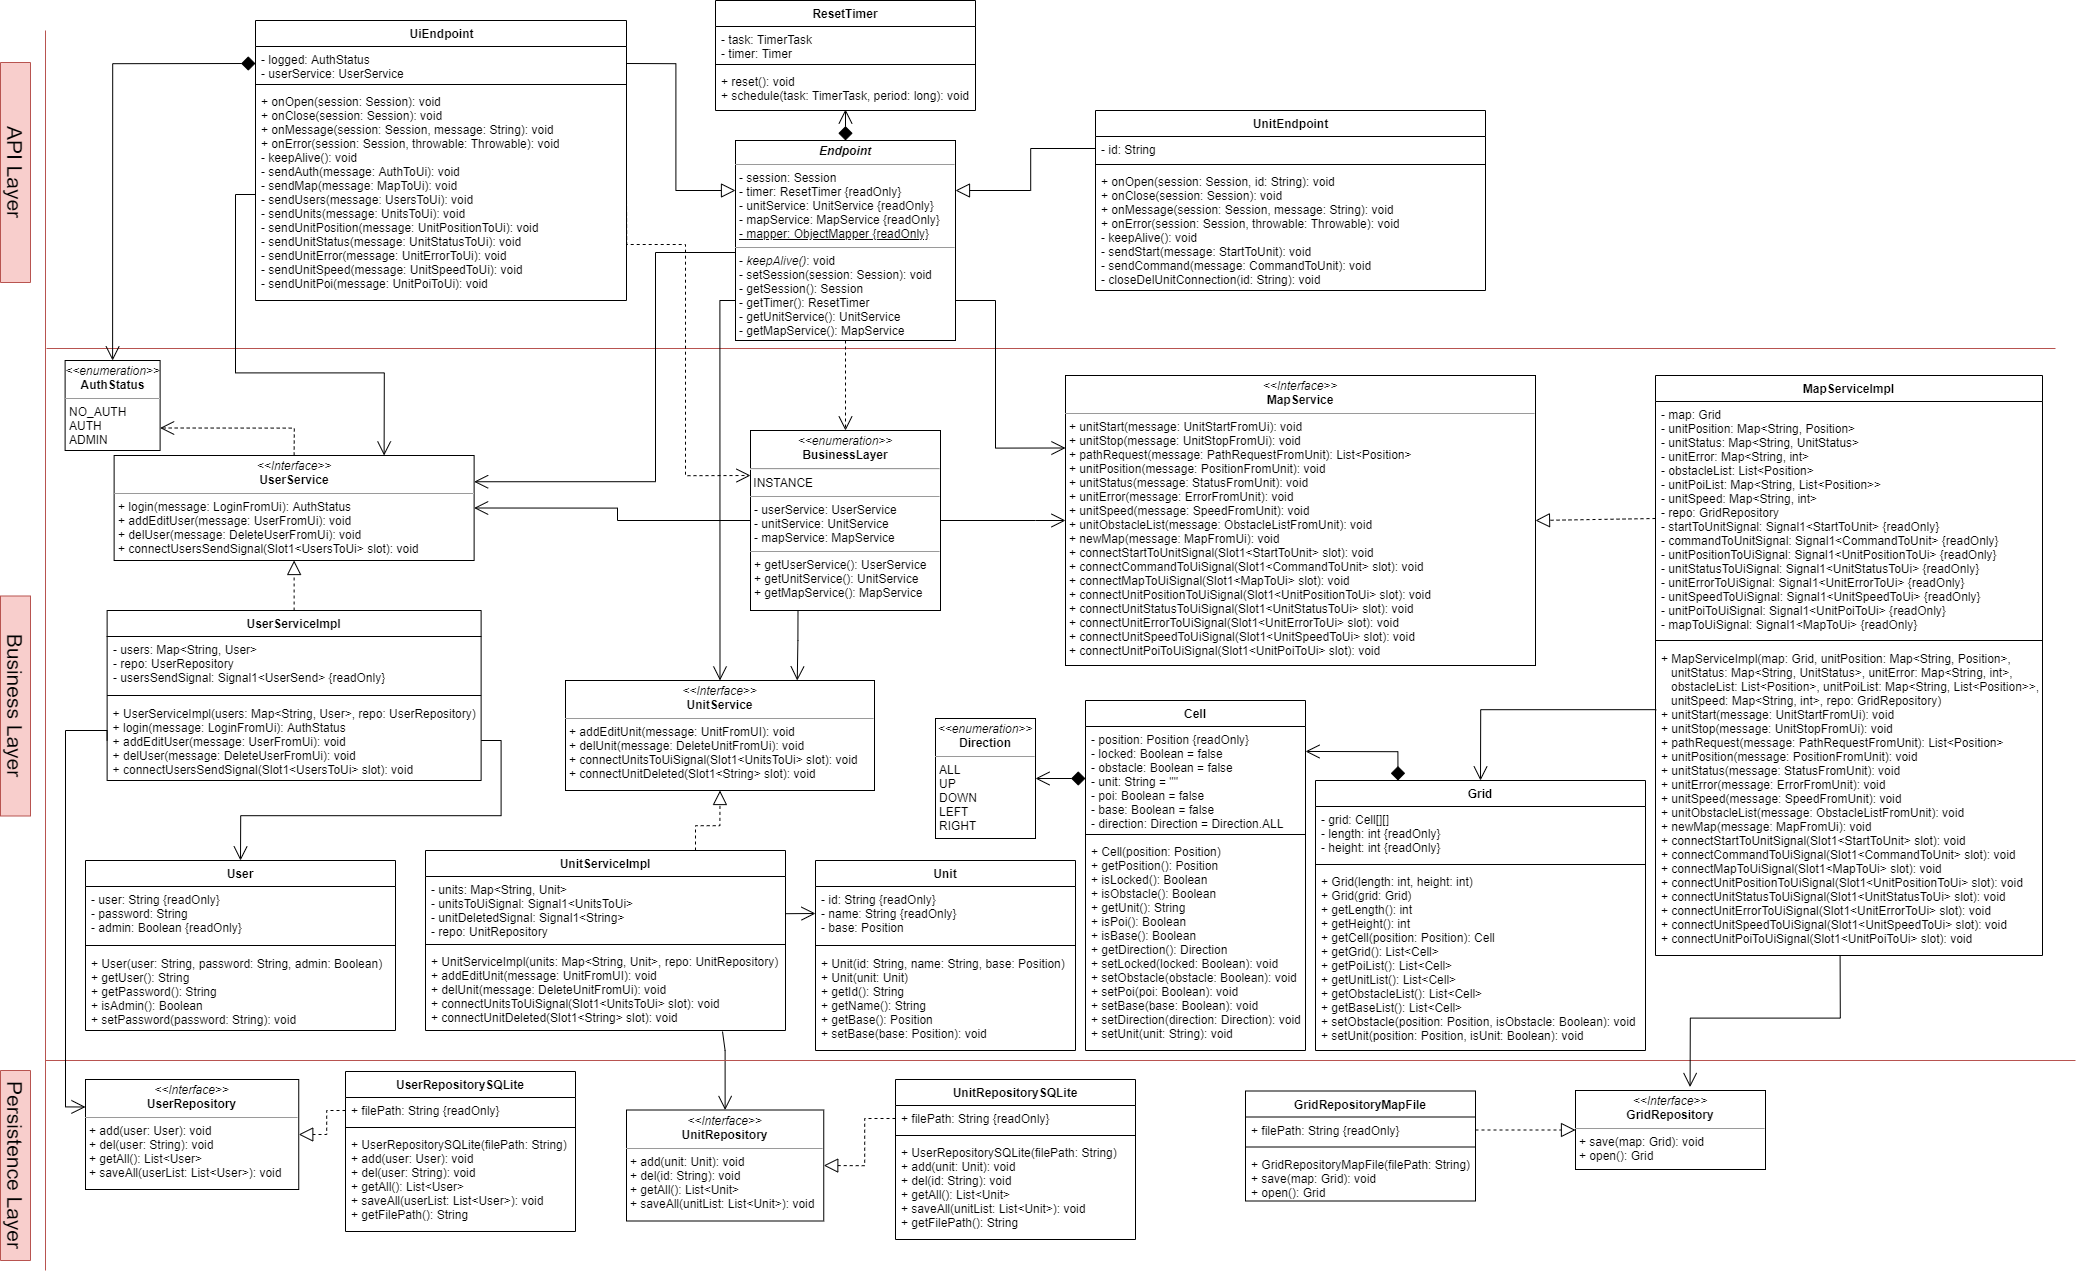 API Layer
UiEndpoint
- logged: AuthStatus
- userService: UserService
+ onOpen(session: Session): void
+ onClose(session: Session): void
+ onMessage(session: Session, message: String): void
+ onError(session: Session, throwable: Throwable): void
- keepAlive(): void
- sendAuth(message: AuthToUi): void
- sendMap(message: MapToUi): void
- sendUsers(message: UsersToUi): void
- sendUnits(message: UnitsToUi): void
- sendUnitPosition(message: UnitPositionToUi): void
- sendUnitStatus(message: UnitStatusToUi): void
- sendUnitError(message: UnitErrorToUi): void
- sendUnitSpeed(message: UnitSpeedToUi): void
- sendUnitPoi(message: UnitPoiToUi): void
ResetTimer
- task: TimerTask
- timer: Timer
+ reset(): void
+ schedule(task: TimerTask, period: long): void
Endpoint
- session: Session
- timer: ResetTimer {readOnly}
- unitService: UnitService {readOnly}
- mapService: MapService {readOnly}
- mapper: ObjectMapper {readOnly}
- keepAlive(): void
- setSession(session: Session): void
- getSession(): Session
- getTimer(): ResetTimer
- getUnitService(): UnitService
- getMapService(): MapService
UnitEndpoint
- id: String
+ onOpen(session: Session, id: String): void
+ onClose(session: Session): void
+ onMessage(session: Session, message: String): void
+ onError(session: Session, throwable: Throwable): void
- keepAlive(): void
- sendStart(message: StartToUnit): void
- sendCommand(message: CommandToUnit): void
- closeDelUnitConnection(id: String): void
Business Layer
<<enumeration>>
AuthStatus
NO_AUTH
AUTH
ADMIN
<<Interface>>
UserService
+ login(message: LoginFromUi): AuthStatus
+ addEditUser(message: UserFromUi): void
+ delUser(message: DeleteUserFromUi): void
+ connectUsersSendSignal(Slot1<UsersToUi> slot): void
<<enumeration>>
BusinessLayer
INSTANCE
- userService: UserService
- unitService: UnitService
- mapService: MapService
+ getUserService(): UserService
+ getUnitService(): UnitService
+ getMapService(): MapService
<<Interface>>
MapService
+ unitStart(message: UnitStartFromUi): void
+ unitStop(message: UnitStopFromUi): void
+ pathRequest(message: PathRequestFromUnit): List<Position>
+ unitPosition(message: PositionFromUnit): void
+ unitStatus(message: StatusFromUnit): void
+ unitError(message: ErrorFromUnit): void
+ unitSpeed(message: SpeedFromUnit): void
+ unitObstacleList(message: ObstacleListFromUnit): void
+ newMap(message: MapFromUi): void
+ connectStartToUnitSignal(Slot1<StartToUnit> slot): void
+ connectCommandToUiSignal(Slot1<CommandToUnit> slot): void
+ connectMapToUiSignal(Slot1<MapToUi> slot): void
+ connectUnitPositionToUiSignal(Slot1<UnitPositionToUi> slot): void
+ connectUnitStatusToUiSignal(Slot1<UnitStatusToUi> slot): void
+ connectUnitErrorToUiSignal(Slot1<UnitErrorToUi> slot): void
+ connectUnitSpeedToUiSignal(Slot1<UnitSpeedToUi> slot): void
+ connectUnitPoiToUiSignal(Slot1<UnitPoiToUi> slot): void
MapServiceImpl
- map: Grid
- unitPosition: Map<String, Position>
- unitStatus: Map<String, UnitStatus>
- unitError: Map<String, int>
- obstacleList: List<Position>
- unitPoiList: Map<String, List<Position>>
- unitSpeed: Map<String, int>
- repo: GridRepository
- startToUnitSignal: Signal1<StartToUnit> {readOnly}
- commandToUnitSignal: Signal1<CommandToUnit> {readOnly}
- unitPositionToUiSignal: Signal1<UnitPositionToUi> {readOnly}
- unitStatusToUiSignal: Signal1<UnitStatusToUi> {readOnly}
- unitErrorToUiSignal: Signal1<UnitErrorToUi> {readOnly}
- unitSpeedToUiSignal: Signal1<UnitSpeedToUi> {readOnly}
- unitPoiToUiSignal: Signal1<UnitPoiToUi> {readOnly}
- mapToUiSignal: Signal1<MapToUi> {readOnly}
+ MapServiceImpl(map: Grid, unitPosition: Map<String, Position>,
unitStatus: Map<String, UnitStatus>, unitError: Map<String, int>,
obstacleList: List<Position>, unitPoiList: Map<String, List<Position>>,
unitSpeed: Map<String, int>, repo: GridRepository)
+ unitStart(message: UnitStartFromUi): void
+ unitStop(message: UnitStopFromUi): void
+ pathRequest(message: PathRequestFromUnit): List<Position>
+ unitPosition(message: PositionFromUnit): void
+ unitStatus(message: StatusFromUnit): void
+ unitError(message: ErrorFromUnit): void
+ unitSpeed(message: SpeedFromUnit): void
+ unitObstacleList(message: ObstacleListFromUnit): void
+ newMap(message: MapFromUi): void
+ connectStartToUnitSignal(Slot1<StartToUnit> slot): void
+ connectCommandToUiSignal(Slot1<CommandToUnit> slot): void
+ connectMapToUiSignal(Slot1<MapToUi> slot): void
+ connectUnitPositionToUiSignal(Slot1<UnitPositionToUi> slot): void
+ connectUnitStatusToUiSignal(Slot1<UnitStatusToUi> slot): void
+ connectUnitErrorToUiSignal(Slot1<UnitErrorToUi> slot): void
+ connectUnitSpeedToUiSignal(Slot1<UnitSpeedToUi> slot): void
+ connectUnitPoiToUiSignal(Slot1<UnitPoiToUi> slot): void
UserServiceImpl
- users: Map<String, User>
- repo: UserRepository
- usersSendSignal: Signal1<UserSend> {readOnly}
+ UserServiceImpl(users: Map<String, User>, repo: UserRepository)
+ login(message: LoginFromUi): AuthStatus
+ addEditUser(message: UserFromUi): void
+ delUser(message: DeleteUserFromUi): void
+ connectUsersSendSignal(Slot1<UsersToUi> slot): void
<<Interface>>
UnitService
+ addEditUnit(message: UnitFromUI): void
+ delUnit(message: DeleteUnitFromUi): void
+ connectUnitsToUiSignal(Slot1<UnitsToUi> slot): void
+ connectUnitDeleted(Slot1<String> slot): void
<<enumeration>>
Direction
ALL
UP
DOWN
LEFT
RIGHT
Cell
- position: Position {readOnly}
- locked: Boolean = false
- obstacle: Boolean = false
- unit: String = ""
- poi: Boolean = false
- base: Boolean = false
- direction: Direction = Direction.ALL
+ Cell(position: Position)
+ getPosition(): Position
+ isLocked(): Boolean
+ isObstacle(): Boolean
+ getUnit(): String
+ isPoi(): Boolean
+ isBase(): Boolean
+ getDirection(): Direction
+ setLocked(locked: Boolean): void
+ setObstacle(obstacle: Boolean): void
+ setPoi(poi: Boolean): void
+ setBase(base: Boolean): void
+ setDirection(direction: Direction): void
+ setUnit(unit: String): void
Grid
- grid: Cell[][]
- length: int {readOnly}
- height: int {readOnly}
+ Grid(length: int, height: int)
+ Grid(grid: Grid)
+ getLength(): int
+ getHeight(): int
+ getCell(position: Position): Cell
+ getGrid(): List<Cell>
+ getPoiList(): List<Cell>
+ getUnitList(): List<Cell>
+ getObstacleList(): List<Cell>
+ getBaseList(): List<Cell>
+ setObstacle(position: Position, isObstacle: Boolean): void
+ setUnit(position: Position, isUnit: Boolean): void
User
- user: String {readOnly}
- password: String
- admin: Boolean {readOnly}
+ User(user: String, password: String, admin: Boolean)
+ getUser(): String
+ getPassword(): String
+ isAdmin(): Boolean
+ setPassword(password: String): void
UnitServiceImpl
- units: Map<String, Unit>
- unitsToUiSignal: Signal1<UnitsToUi>
- unitDeletedSignal: Signal1<String>
- repo: UnitRepository
+ UnitServiceImpl(units: Map<String, Unit>, repo: UnitRepository)
+ addEditUnit(message: UnitFromUI): void
+ delUnit(message: DeleteUnitFromUi): void
+ connectUnitsToUiSignal(Slot1<UnitsToUi> slot): void
+ connectUnitDeleted(Slot1<String> slot): void
Unit
- id: String {readOnly}
- name: String {readOnly}
- base: Position
+ Unit(id: String, name: String, base: Position)
+ Unit(unit: Unit)
+ getId(): String
+ getName(): String
+ getBase(): Position
+ setBase(base: Position): void
Persistence Layer
<<Interface>>
UserRepository
+ add(user: User): void
+ del(user: String): void
+ getAll(): List<User>
+ saveAll(userList: List<User>): void
UserRepositorySQLite
+ filePath: String {readOnly}
+ UserRepositorySQLite(filePath: String)
+ add(user: User): void
+ del(user: String): void
+ getAll(): List<User>
+ saveAll(userList: List<User>): void
+ getFilePath(): String
<<Interface>>
UnitRepository
+ add(unit: Unit): void
+ del(id: String): void
+ getAll(): List<Unit>
+ saveAll(unitList: List<Unit>): void
UnitRepositorySQLite
+ filePath: String {readOnly}
+ UserRepositorySQLite(filePath: String)
+ add(unit: Unit): void
+ del(id: String): void
+ getAll(): List<Unit>
+ saveAll(unitList: List<Unit>): void
+ getFilePath(): String
GridRepositoryMapFile
+ filePath: String {readOnly}
+ GridRepositoryMapFile(filePath: String)
+ save(map: Grid): void
+ open(): Grid
<<Interface>>
GridRepository
+ save(map: Grid): void
+ open(): Grid